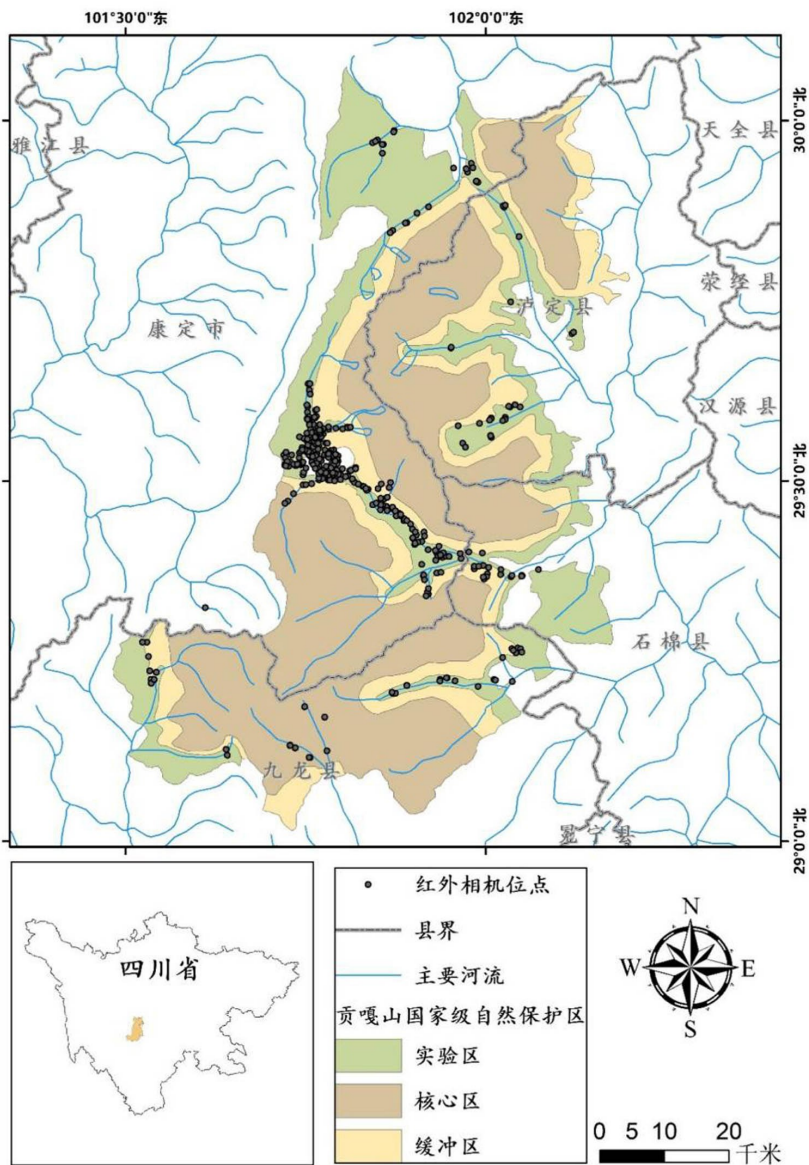 101°30'0"东
102°0'0"东
30°0'0"北
雅江县
天全县
荥经县
泸定县
康定市
汉源县
29°30'0"北
石棉县
九龙县
冕宁县
29°0'0"北
四川省
红外相机位点
县界
主要河流
贡嘎山国家级自然保护区
实验区
核心区
缓冲区
N
W
E
S
0 5 10 20
千米